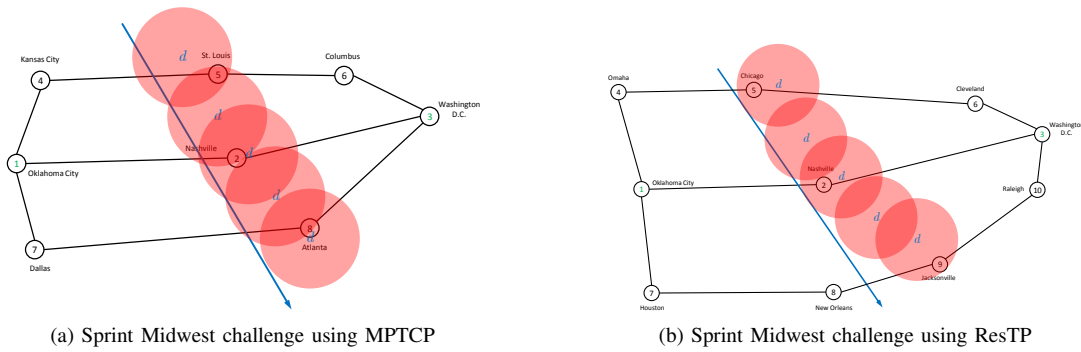 Kansas City
4
d
St. Louis
5
Columbus
6
Washington
D.C.
3
d
Nashville
2
d
1
Oklahoma City
d
8
d
Atlanta
7
Dallas
(a) Sprint Midwest challenge using MPTCP
Omaha
4
Chicago
5
d
Cleveland
6
Washington
D.C.
3
d
Nashville
2
d
1
Oklahoma City
Raleigh
10
d
d
9
Jacksonville
7
Houston
8
New Orleans
(b) Sprint Midwest challenge using ResTP